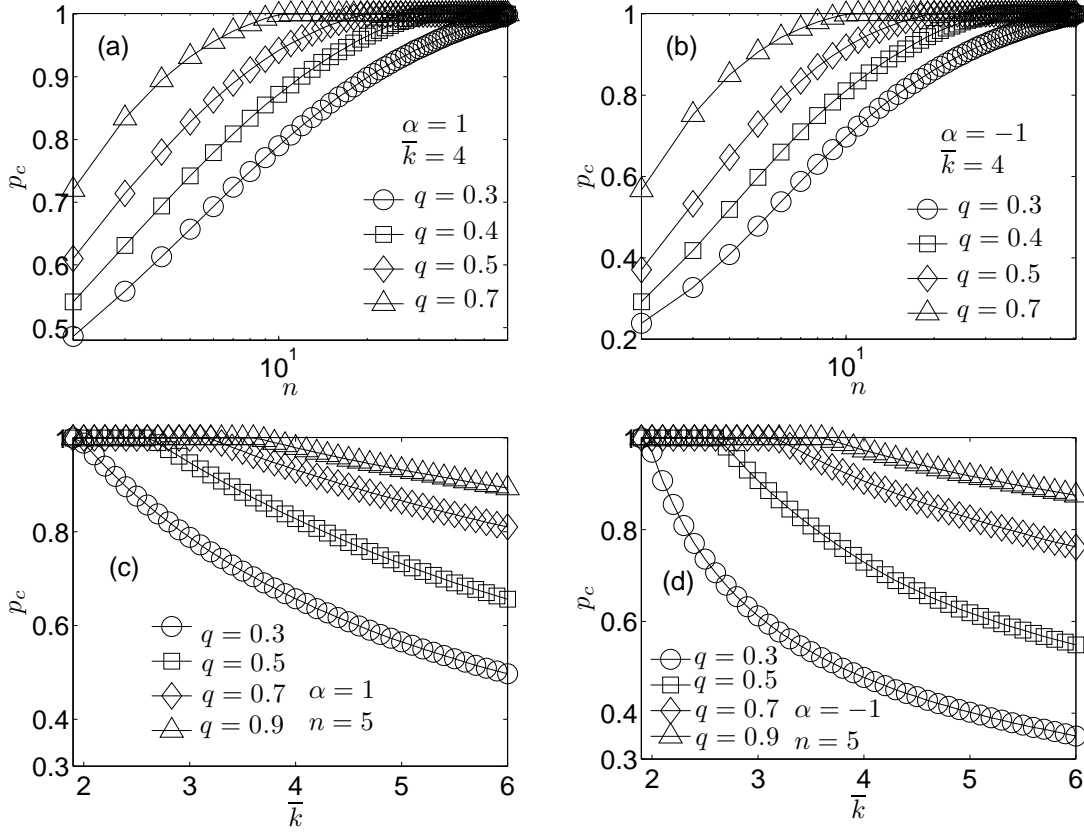 (a)
1
0.9
0.8
0.7
0.6
0.5
p_c
α = 1
k̅ = 4
q = 0.3
q = 0.4
q = 0.5
q = 0.7
10¹
n
(b)
1
0.8
0.6
0.4
0.2
p_c
α = −1
k̅ = 4
q = 0.3
q = 0.4
q = 0.5
q = 0.7
10¹
n
(c)
1
0.8
0.6
0.4
0.3
p_c
q = 0.3
q = 0.5
q = 0.7
q = 0.9
α = 1
n = 5
2 3 4 5 6
k̅
(d)
1
0.8
0.6
0.4
0.3
p_c
q = 0.3
q = 0.5
q = 0.7
q = 0.9
α = −1
n = 5
2 3 4 5 6
k̅